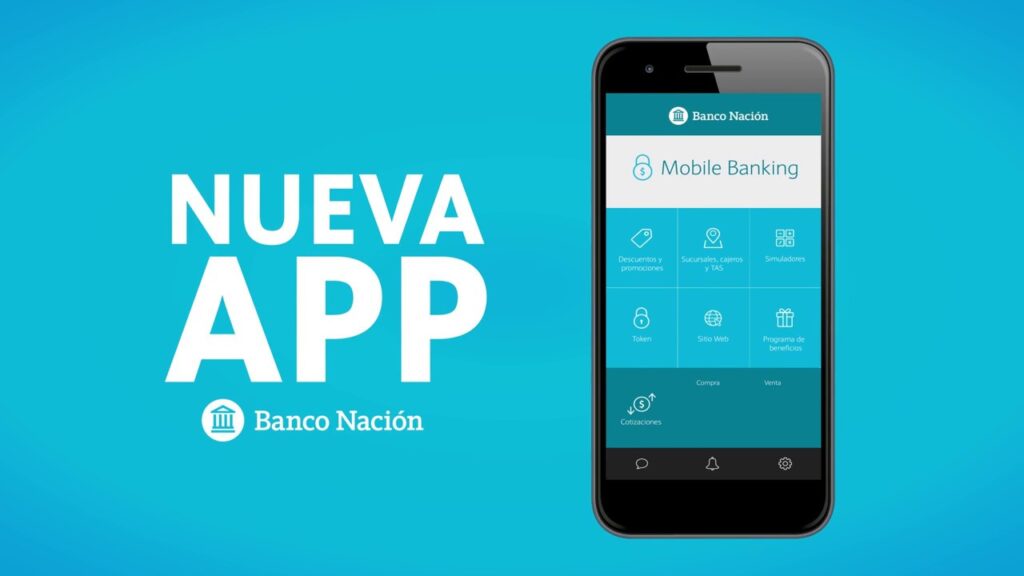 NUEVA
APP
Banco Nación
Banco Nación
Mobile Banking
Descuentos y
promociones
Sucursales, cajeros
y TAS
Simuladores
Token
Sitio Web
Programa de
beneficios
Compra
Venta
Cotizaciones